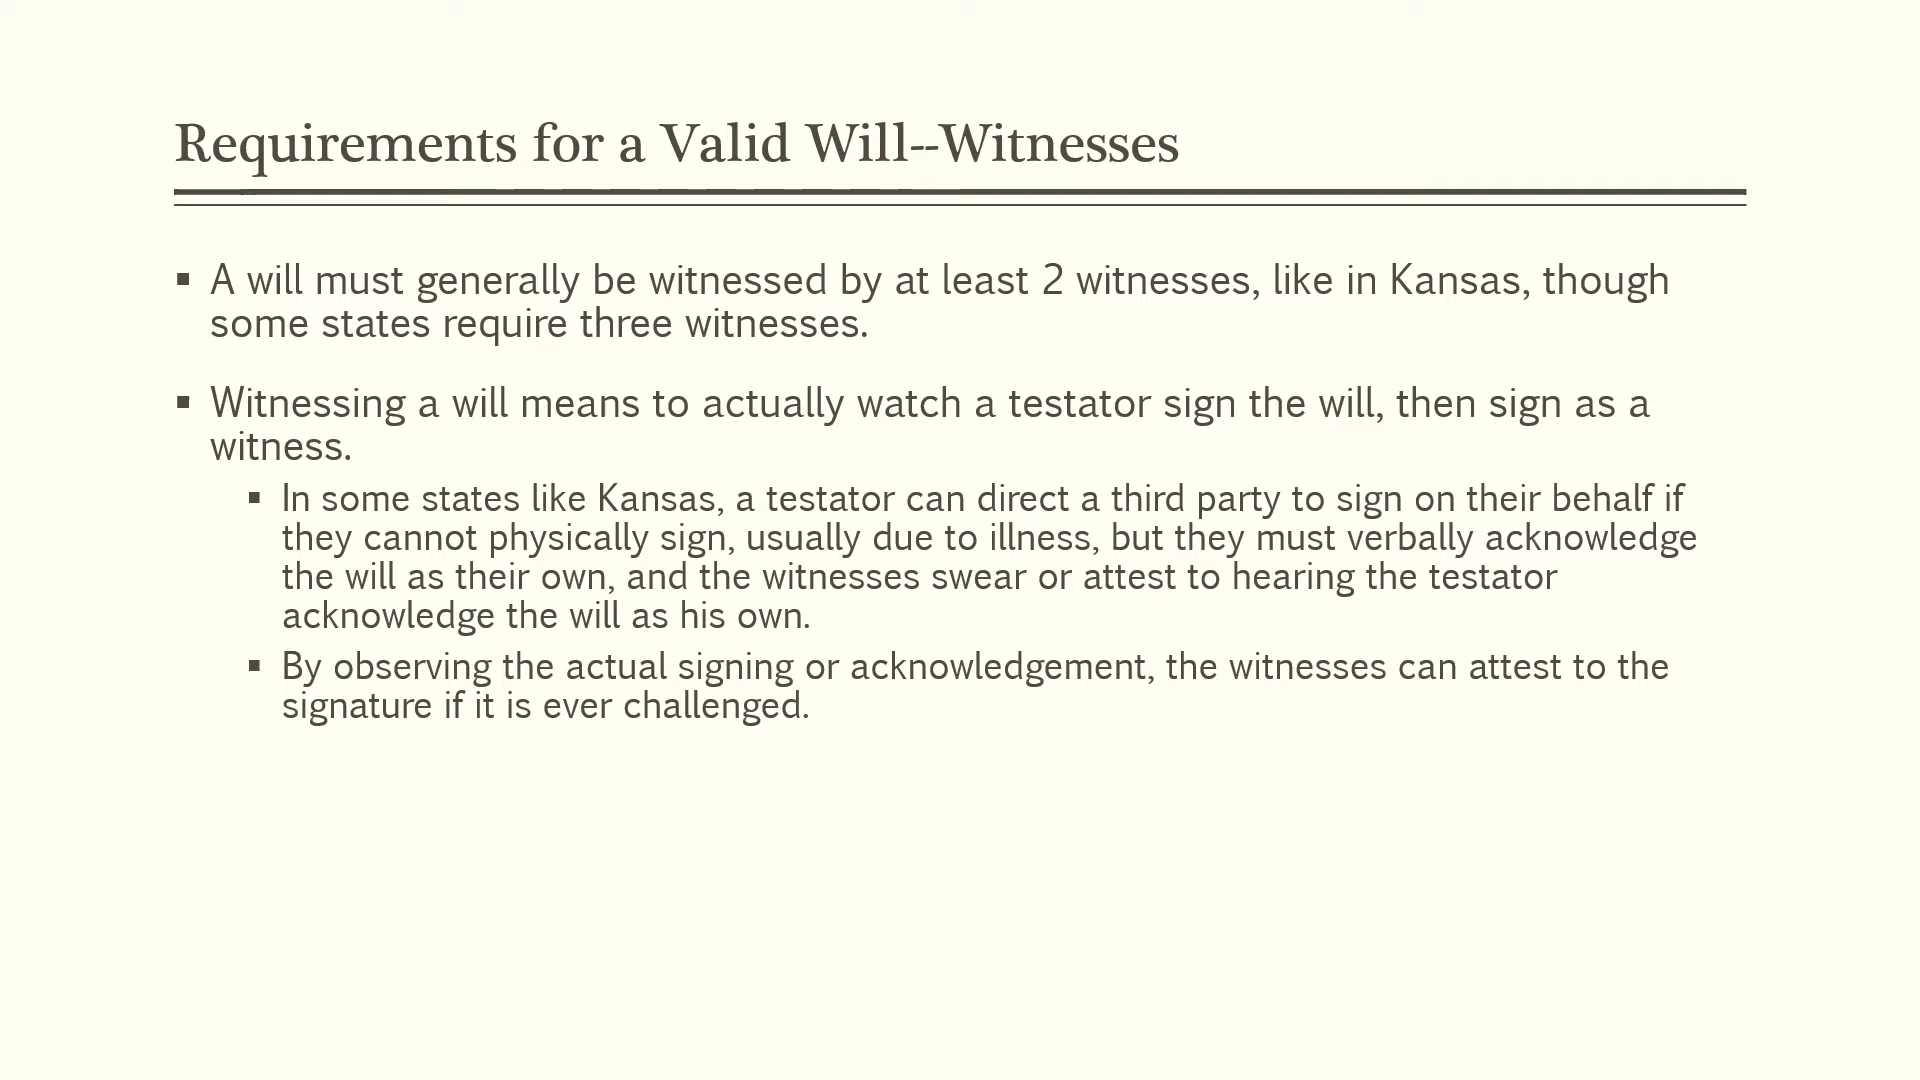 Requirements for a Valid Will--Witnesses
▪ A will must generally be witnessed by at least 2 witnesses, like in Kansas, though
some states require three witnesses.
▪ Witnessing a will means to actually watch a testator sign the will, then sign as a
witness.
▪ In some states like Kansas, a testator can direct a third party to sign on their behalf if
they cannot physically sign, usually due to illness, but they must verbally acknowledge
the will as their own, and the witnesses swear or attest to hearing the testator
acknowledge the will as his own.
▪ By observing the actual signing or acknowledgement, the witnesses can attest to the
signature if it is ever challenged.